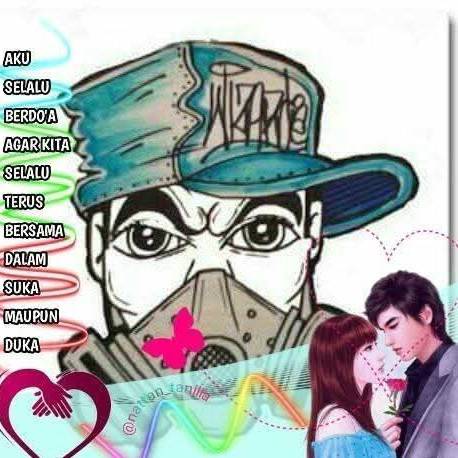 AKU
SELALU
BERDO'A
AGAR KITA
SELALU
TERUS
BERSAMA
DALAM
SUKA
MAUPUN
DUKA